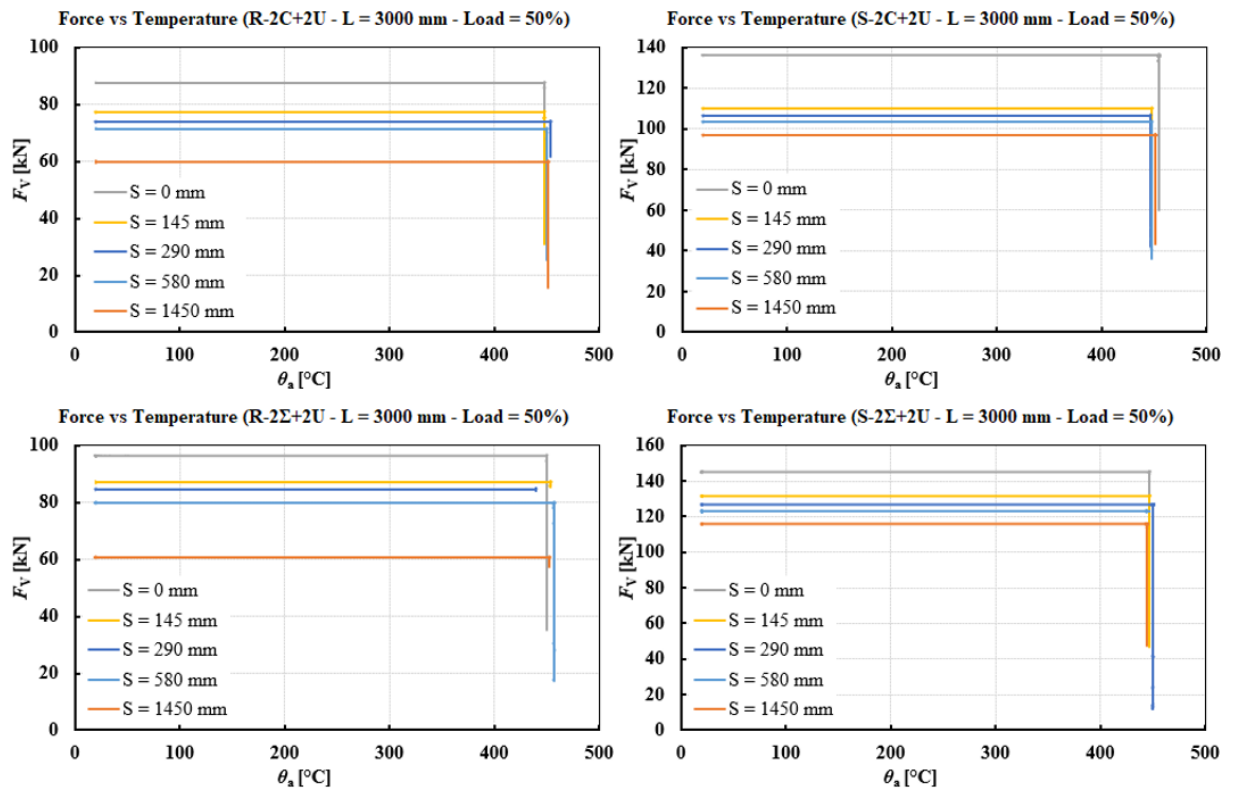 Force vs Temperature (R-2C+2U - L = 3000 mm - Load = 50%)
100
80
60
40
20
0
F_V [kN]
S = 0 mm
S = 145 mm
S = 290 mm
S = 580 mm
S = 1450 mm
0 100 200 300 400 500
θ_a [°C]
Force vs Temperature (S-2C+2U - L = 3000 mm - Load = 50%)
140
120
100
80
60
40
20
0
F_V [kN]
S = 0 mm
S = 145 mm
S = 290 mm
S = 580 mm
S = 1450 mm
0 100 200 300 400 500
θ_a [°C]
Force vs Temperature (R-2Σ+2U - L = 3000 mm - Load = 50%)
100
80
60
40
20
0
F_V [kN]
S = 0 mm
S = 145 mm
S = 290 mm
S = 580 mm
S = 1450 mm
0 100 200 300 400 500
θ_a [°C]
Force vs Temperature (S-2Σ+2U - L = 3000 mm - Load = 50%)
160
140
120
100
80
60
40
20
0
F_V [kN]
S = 0 mm
S = 145 mm
S = 290 mm
S = 580 mm
S = 1450 mm
0 100 200 300 400 500
θ_a [°C]